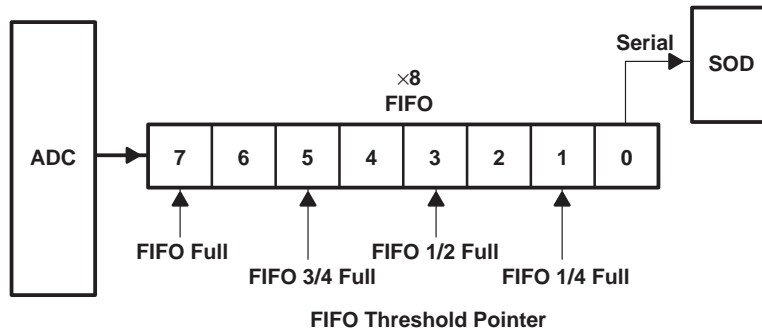 Serial
SOD
×8
FIFO
ADC
7 6 5 4 3 2 1 0
FIFO Full
FIFO 1/2 Full
FIFO 3/4 Full
FIFO 1/4 Full
FIFO Threshold Pointer